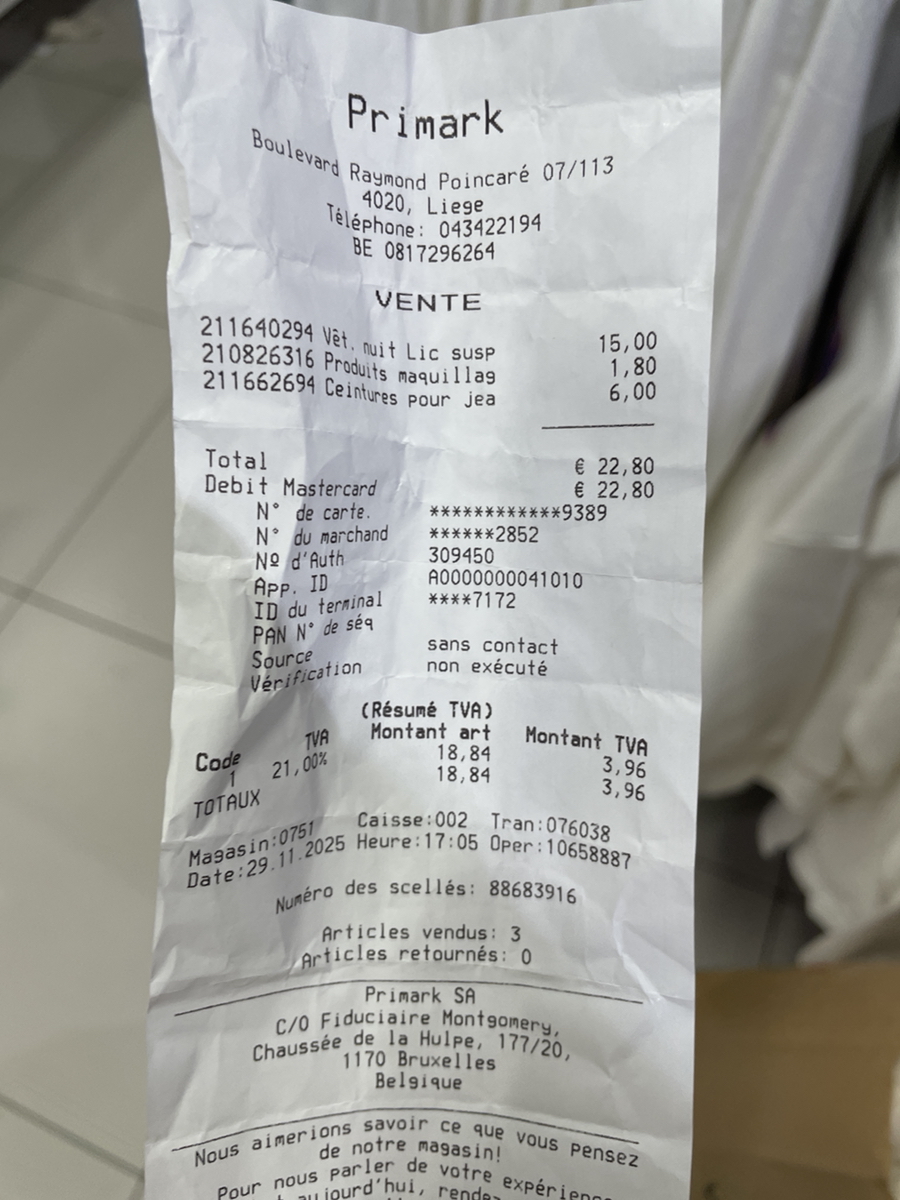 Primark
Boulevard Raymond Poincaré 07/113
4020, Liege
Téléphone: 043422194
BE 0817296264
VENTE
211640294 Vêt. nuit Lic susp 15,00
210826316 Produits maquillag 1,80
211662694 Ceintures pour jea 6,00
Total € 22,80
Debit Mastercard € 22,80
N° de carte. ************9389
N° du marchand ******2852
Nº d'Auth 309450
App. ID A0000000041010
ID du terminal ****7172
PAN N° de séq
Source sans contact
Vérification non exécuté
(Résumé TVA)
Code TVA Montant art Montant TVA
1 21,00% 18,84 3,96
TOTAUX 18,84 3,96
Magasin:0751 Caisse:002 Tran:076038
Date:29.11.2025 Heure:17:05 Oper:10658887
Numéro des scellés: 88683916
Articles vendus: 3
Articles retournés: 0
Primark SA
C/O Fiduciaire Montgomery,
Chaussée de la Hulpe, 177/20,
1170 Bruxelles
Belgique
Nous aimerions savoir ce que vous pensez
de notre magasin!
Pour nous parler de votre
aujourd'hui,